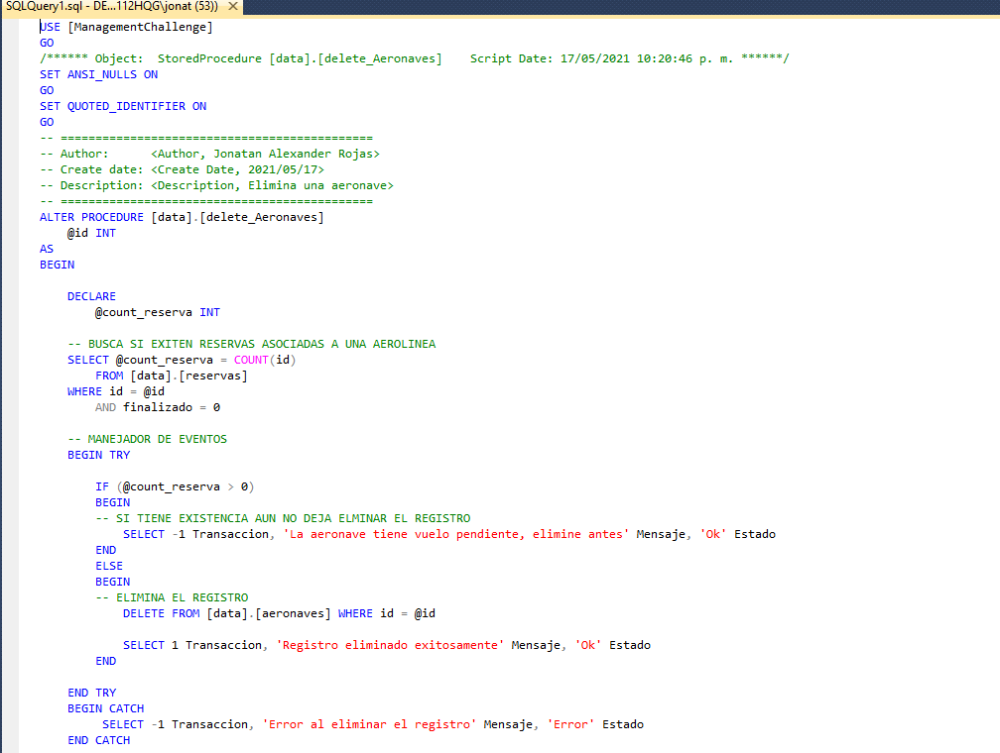 SQLQuery1.sql - DE...112HQG\jonat (53))
USE [ManagementChallenge]
GO
/****** Object:  StoredProcedure [data].[delete_Aeronaves]    Script Date: 17/05/2021 10:20:46 p. m. ******/
SET ANSI_NULLS ON
GO
SET QUOTED_IDENTIFIER ON
GO
-- =============================================
-- Author:      <Author, Jonatan Alexander Rojas>
-- Create date: <Create Date, 2021/05/17>
-- Description: <Description, Elimina una aeronave>
-- =============================================
ALTER PROCEDURE [data].[delete_Aeronaves]
    @id INT
AS
BEGIN
    DECLARE
        @count_reserva INT
    -- BUSCA SI EXITEN RESERVAS ASOCIADAS A UNA AEROLINEA
    SELECT @count_reserva = COUNT(id)
        FROM [data].[reservas]
    WHERE id = @id
        AND finalizado = 0
    -- MANEJADOR DE EVENTOS
    BEGIN TRY
        IF (@count_reserva > 0)
        BEGIN
        -- SI TIENE EXISTENCIA AUN NO DEJA ELMINAR EL REGISTRO
            SELECT -1 Transaccion, 'La aeronave tiene vuelo pendiente, elimine antes' Mensaje, 'Ok' Estado
        END
        ELSE
        BEGIN
        -- ELIMINA EL REGISTRO
            DELETE FROM [data].[aeronaves] WHERE id = @id
            SELECT 1 Transaccion, 'Registro eliminado exitosamente' Mensaje, 'Ok' Estado
        END
    END TRY
    BEGIN CATCH
         SELECT -1 Transaccion, 'Error al eliminar el registro' Mensaje, 'Error' Estado
    END CATCH